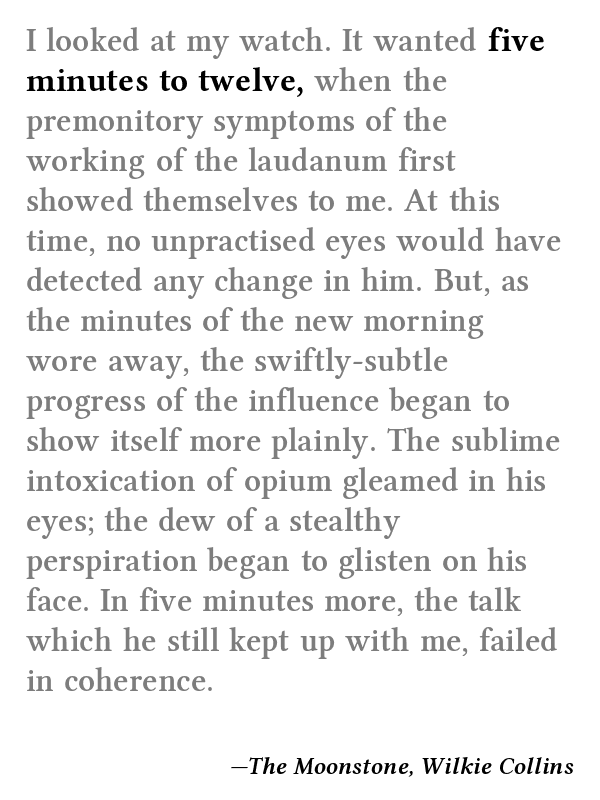 I looked at my watch. It wanted five
minutes to twelve, when the
premonitory symptoms of the
working of the laudanum first
showed themselves to me. At this
time, no unpractised eyes would have
detected any change in him. But, as
the minutes of the new morning
wore away, the swiftly-subtle
progress of the influence began to
show itself more plainly. The sublime
intoxication of opium gleamed in his
eyes; the dew of a stealthy
perspiration began to glisten on his
face. In five minutes more, the talk
which he still kept up with me, failed
in coherence.
—The Moonstone, Wilkie Collins